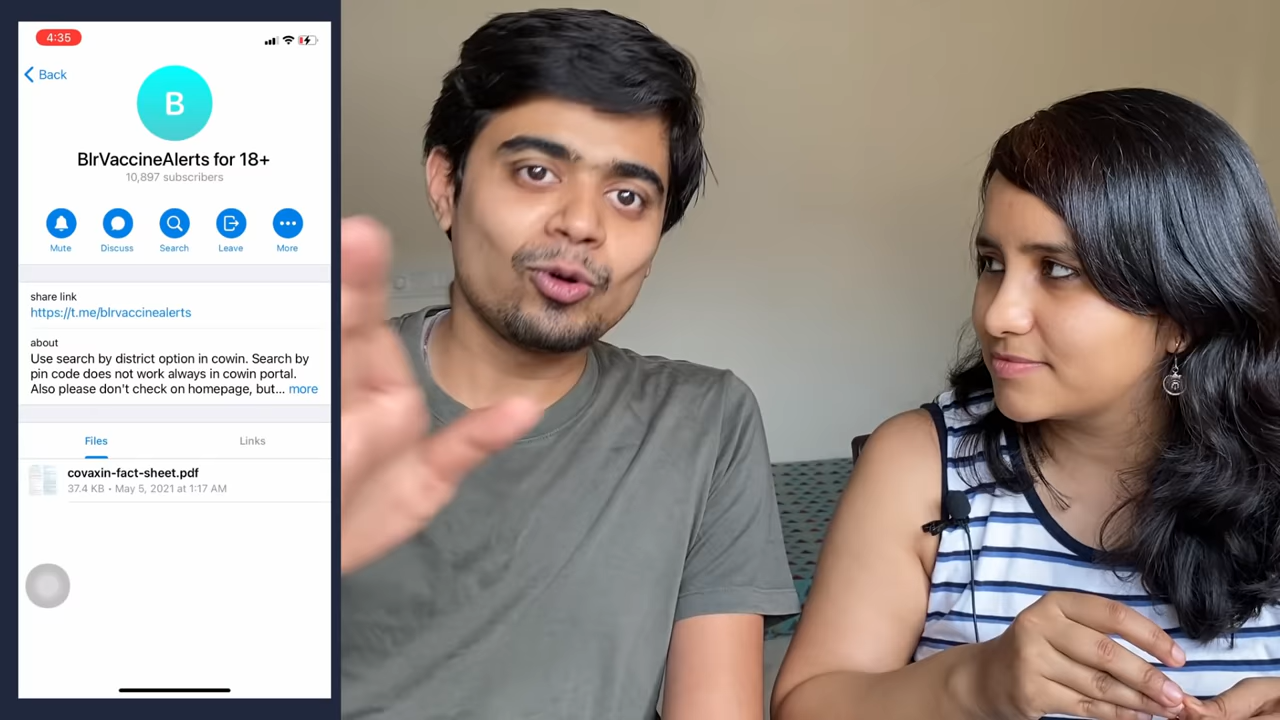 4:35
Back
B
BlrVaccineAlerts for 18+
10,897 subscribers
Mute
Discuss
Search
Leave
More
share link
https://t.me/blrvaccinealerts
about
Use search by district option in cowin. Search by
pin code does not work always in cowin portal.
Also please don't check on homepage, but... more
Files
Links
covaxin-fact-sheet.pdf
37.4 KB • May 5, 2021 at 1:17 AM